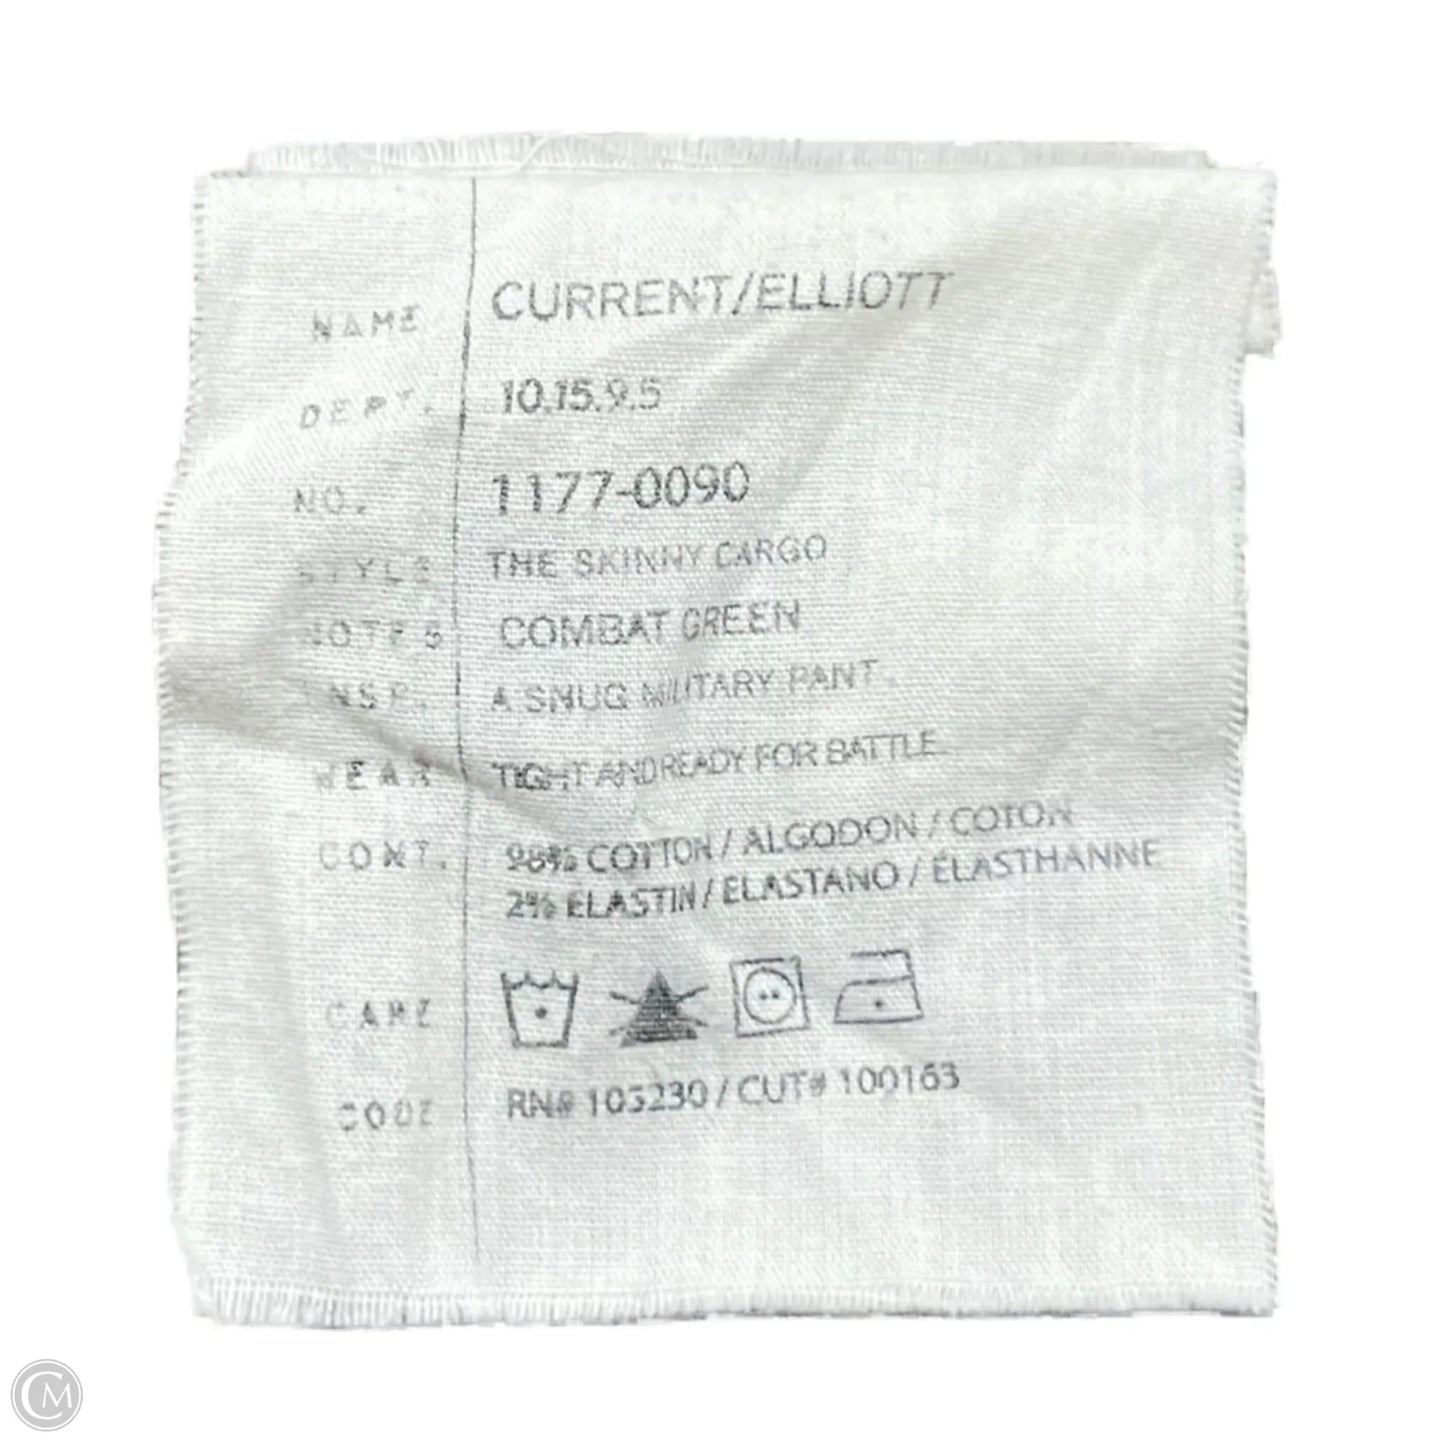 NAME CURRENT/ELLIOTT
DEPT. 10.15.9.5
NO. 1177-0090
STYLE THE SKINNY CARGO
NOTES COMBAT GREEN
INSP. A SNUG MILITARY PANT.
WEAR TIGHT AND READY FOR BATTLE.
CONT. 98% COTTON / ALGODON / COTON
2% ELASTIN / ELASTANO / ÉLASTHANNE
CARE
CODE RN# 105230 / CUT# 100163
CM